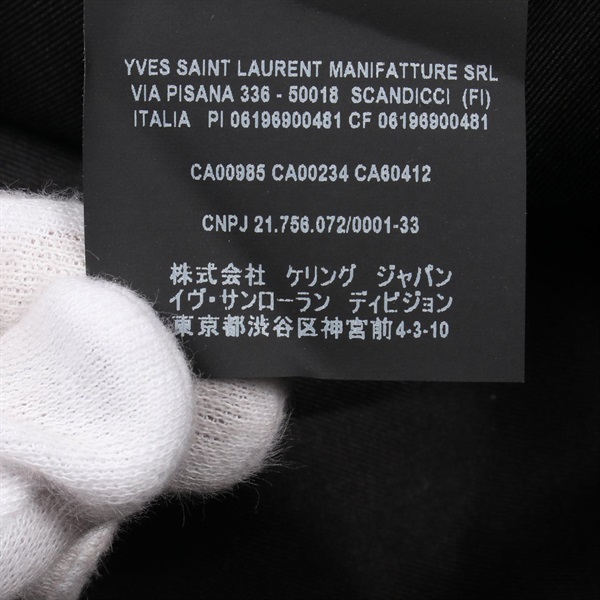 YVES SAINT LAURENT MANIFATTURE SRL
VIA PISANA 336 - 50018 SCANDICCI (FI)
ITALIA PI 06196900481 CF 06196900481
CA00985 CA00234 CA60412
CNPJ 21.756.072/0001-33
株式会社 ケリング ジャパン
イヴ・サンローラン ディビジョン
東京都渋谷区神宮前4-3-10